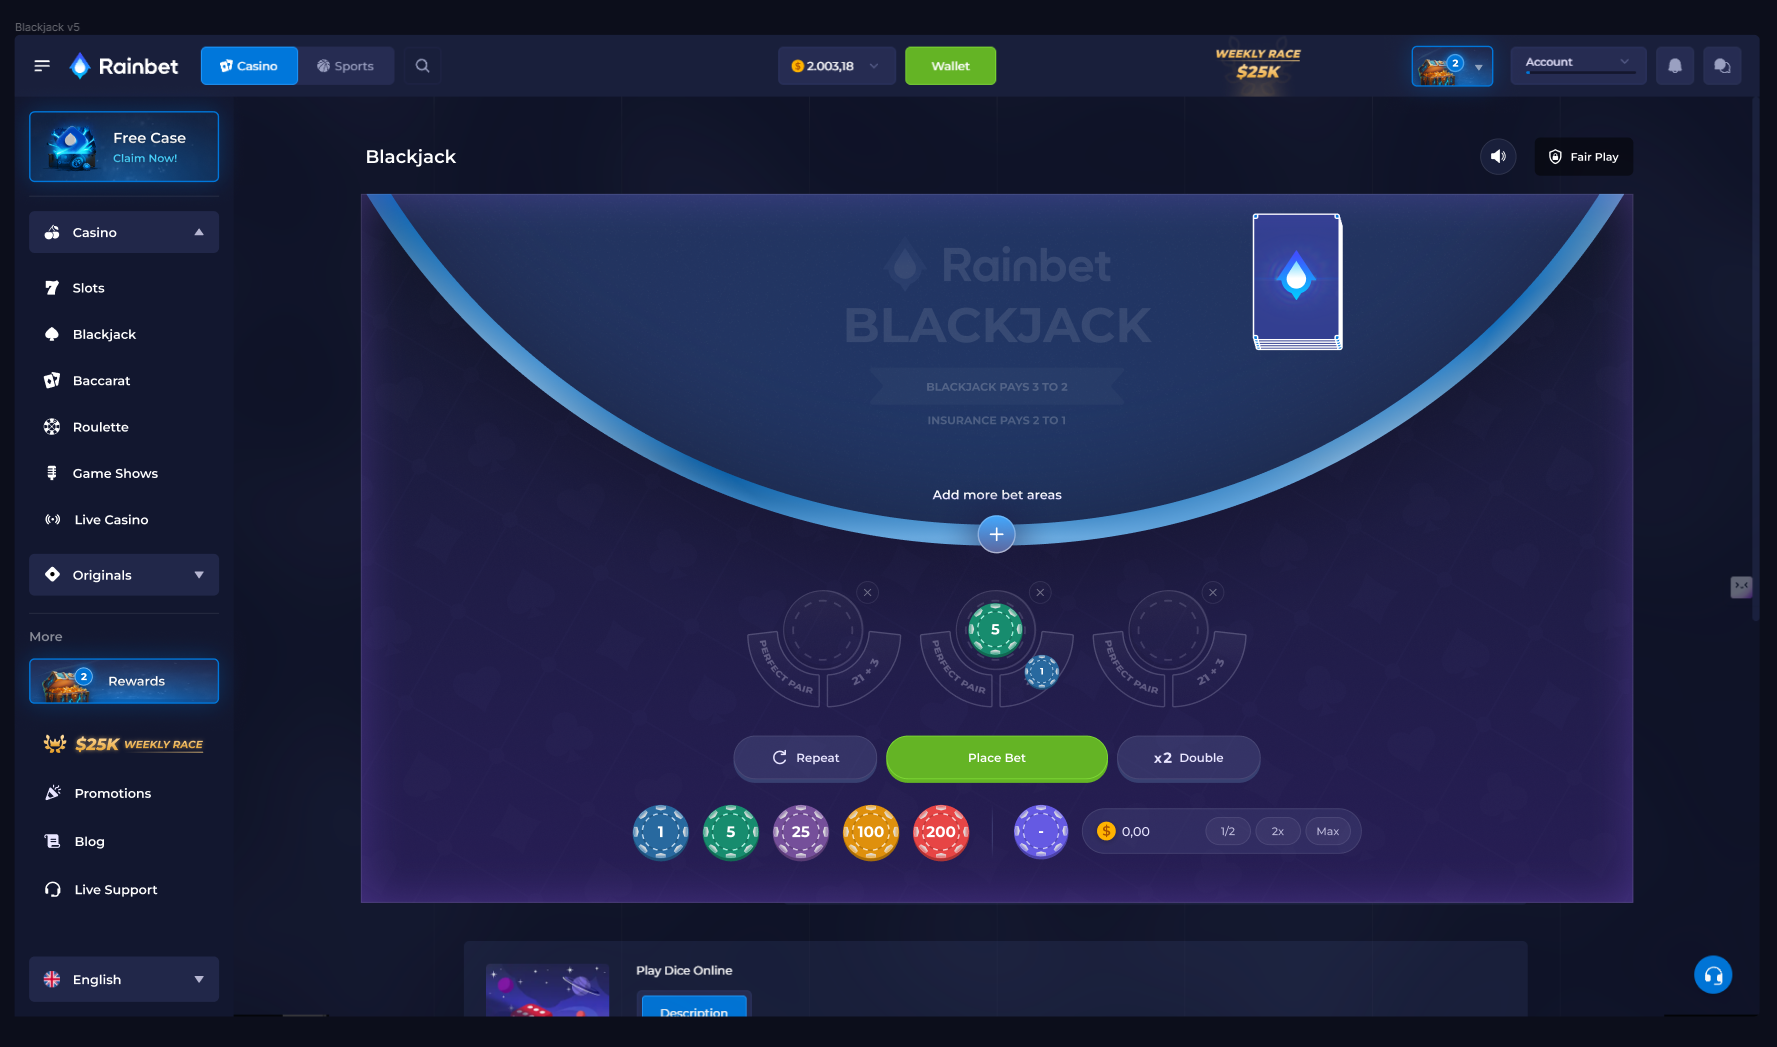 Blackjack v5
Rainbet
Casino
Sports
2.003,18
Wallet
WEEKLY RACE
$25K
2
Account
Free Case
Claim Now!
Casino
Slots
Blackjack
Baccarat
Roulette
Game Shows
Live Casino
Originals
More
2
Rewards
$25K WEEKLY RACE
Promotions
Blog
Live Support
English
Blackjack
Fair Play
Rainbet
BLACKJACK
BLACKJACK PAYS 3 TO 2
INSURANCE PAYS 2 TO 1
Add more bet areas
PERFECT PAIR
21 + 3
5
PERFECT PAIR
1
PERFECT PAIR
21 + 3
Repeat
Place Bet
x2 Double
1
5
25
100
200
-
$ 0,00
1/2
2x
Max
Play Dice Online
Description